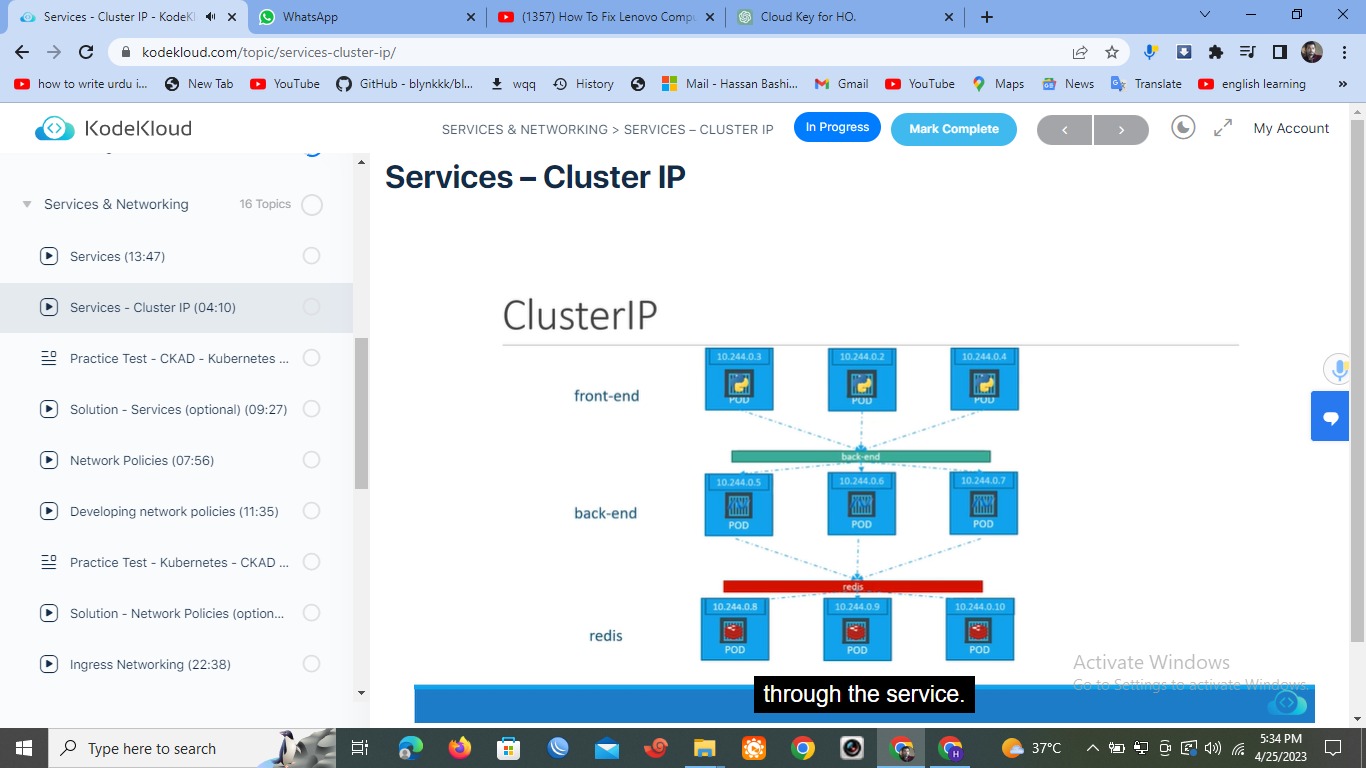 Services - Cluster IP - KodeKl
WhatsApp
(1357) How To Fix Lenovo Compu
Cloud Key for HO.
kodekloud.com/topic/services-cluster-ip/
how to write urdu i...
New Tab
YouTube
GitHub - blynkkk/bl...
wqq
History
Mail - Hassan Bashi...
Gmail
YouTube
Maps
News
Translate
english learning
»
KodeKloud
SERVICES & NETWORKING > SERVICES – CLUSTER IP
In Progress
Mark Complete
My Account
Services & Networking
16 Topics
Services (13:47)
Services - Cluster IP (04:10)
Practice Test - CKAD - Kubernetes ...
Solution - Services (optional) (09:27)
Network Policies (07:56)
Developing network policies (11:35)
Practice Test - Kubernetes - CKAD ...
Solution - Network Policies (option...
Ingress Networking (22:38)
Services – Cluster IP
ClusterIP
10.244.0.3
10.244.0.2
10.244.0.4
front-end
POD
POD
POD
back-end
10.244.0.5
10.244.0.6
10.244.0.7
back-end
POD
POD
POD
redis
10.244.0.8
10.244.0.9
10.244.0.10
redis
POD
POD
POD
Activate Windows
Go to Settings to activate Windows.
through the service.
Type here to search
H
37°C
5:34 PM
4/25/2023